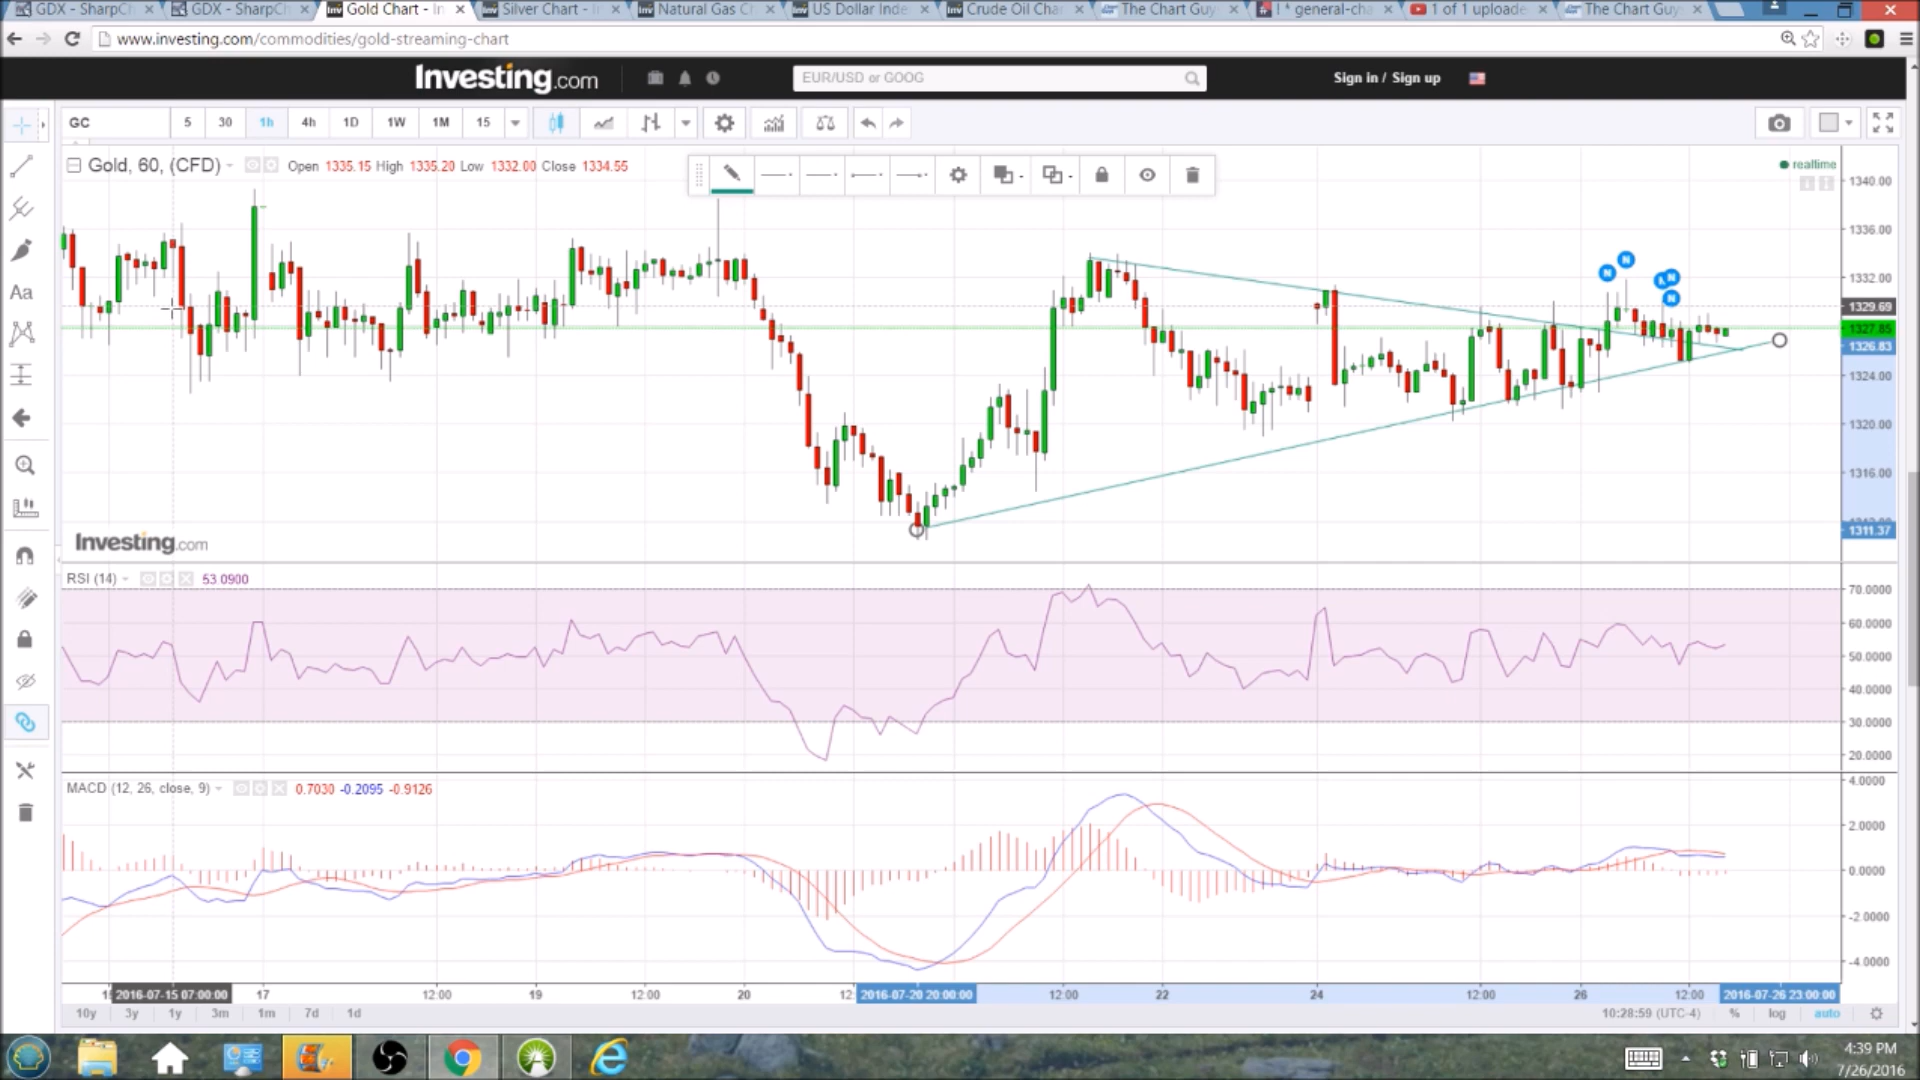 GDX - SharpCh
GDX - SharpCh
Gold Chart - In
Silver Chart - I
Natural Gas C
US Dollar Inde
Crude Oil Cha
The Chart Guy
! * general-cha
1 of 1 uploade
The Chart Guy
www.investing.com/commodities/gold-streaming-chart
Investing.com
EUR/USD or GOOG
Sign in / Sign up
GC 5 30 1h 4h 1D 1W 1M 15
Gold, 60, (CFD) Open 1335.15 High 1335.20 Low 1332.00 Close 1334.55
realtime
1340.00
1336.00
1332.00
1329.69
1327.85
1326.83
1324.00
1320.00
1316.00
1311.37
N
N
N
N
Aa
Investing.com
RSI (14) 53.0900
70.0000
60.0000
50.0000
40.0000
30.0000
20.0000
MACD (12, 26, close, 9) 0.7030 -0.2095 -0.9126
4.0000
2.0000
0.0000
-2.0000
-4.0000
2016-07-15 07:00:00 17 12:00 19 12:00 20 12: 2016-07-20 20:00:00 12:00 22 24 12:00 26 12:00 2016-07-26 23:00:00
10y 3y 1y 3m 1m 7d 1d 10:28:59 (UTC-4) % log auto
4:39 PM
7/26/2016